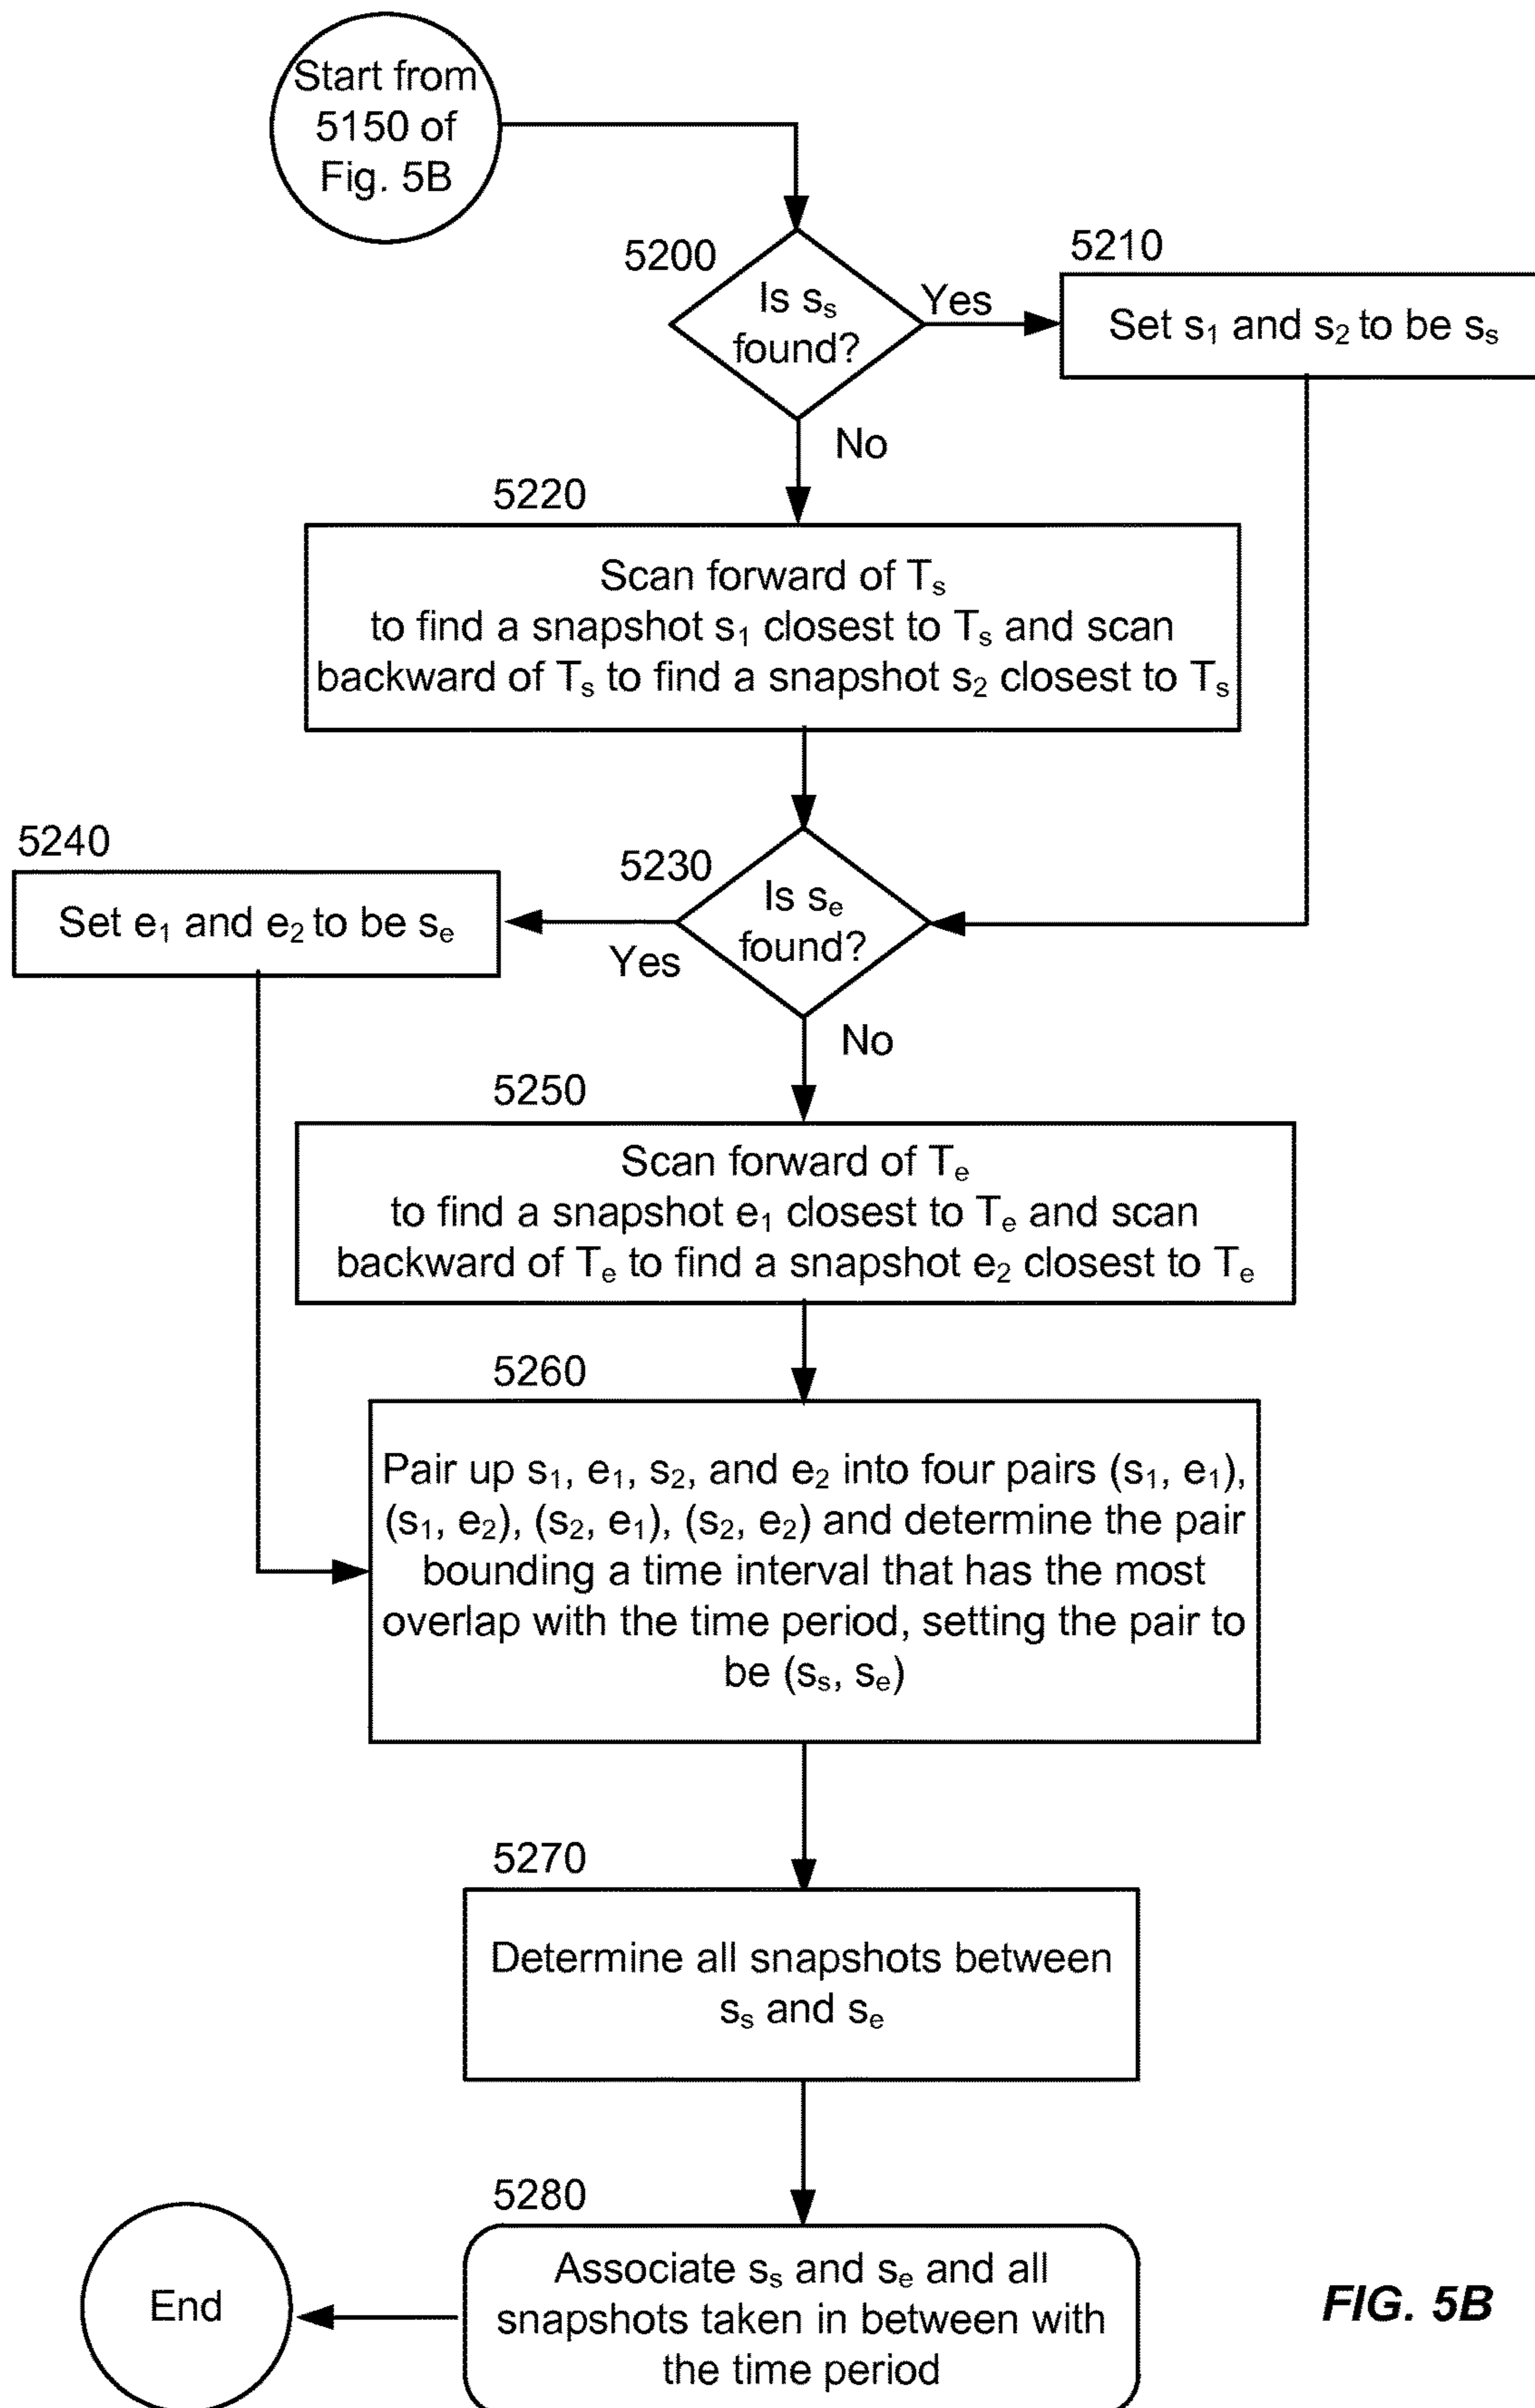 Start from
5150 of
Fig. 5B
5200
Is sₛ
found?
Yes
5210
Set s₁ and s₂ to be sₛ
No
5220
Scan forward of Tₛ
to find a snapshot s₁ closest to Tₛ and scan
backward of Tₛ to find a snapshot s₂ closest to Tₛ
5240
Set e₁ and e₂ to be sₑ
5230
Is sₑ
found?
Yes
No
5250
Scan forward of Tₑ
to find a snapshot e₁ closest to Tₑ and scan
backward of Tₑ to find a snapshot e₂ closest to Tₑ
5260
Pair up s₁, e₁, s₂, and e₂ into four pairs (s₁, e₁),
(s₁, e₂), (s₂, e₁), (s₂, e₂) and determine the pair
bounding a time interval that has the most
overlap with the time period, setting the pair to
be (sₛ, sₑ)
5270
Determine all snapshots between
sₛ and sₑ
5280
Associate sₛ and sₑ and all
snapshots taken in between with
the time period
End
FIG. 5B